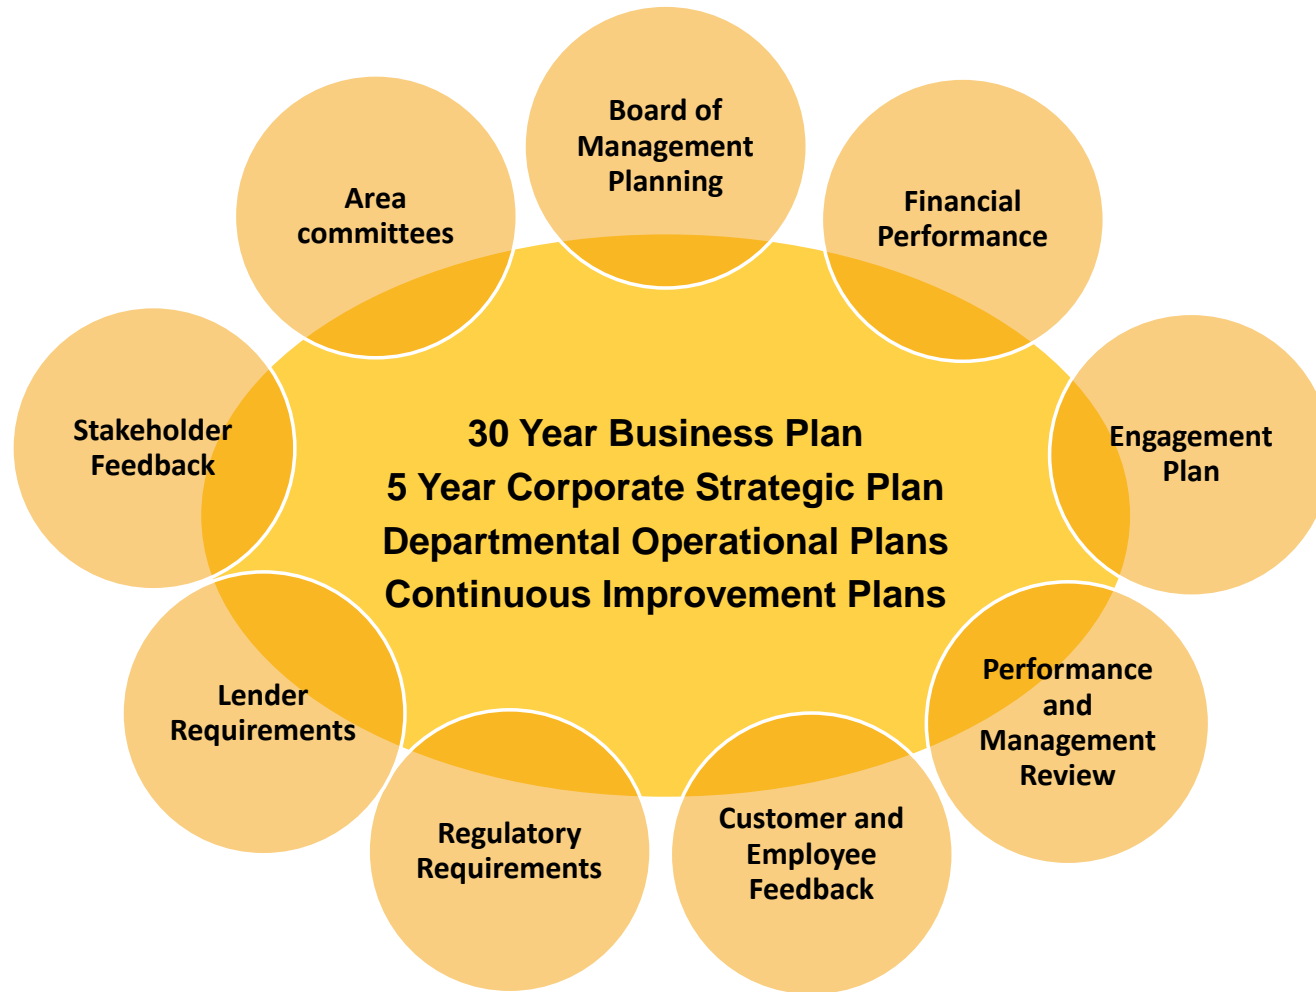 Board of
Management
Planning
Area
committees
Financial
Performance
Stakeholder
Feedback
30 Year Business Plan
5 Year Corporate Strategic Plan
Departmental Operational Plans
Continuous Improvement Plans
Engagement
Plan
Lender
Requirements
Performance
and
Management
Review
Regulatory
Requirements
Customer and
Employee
Feedback